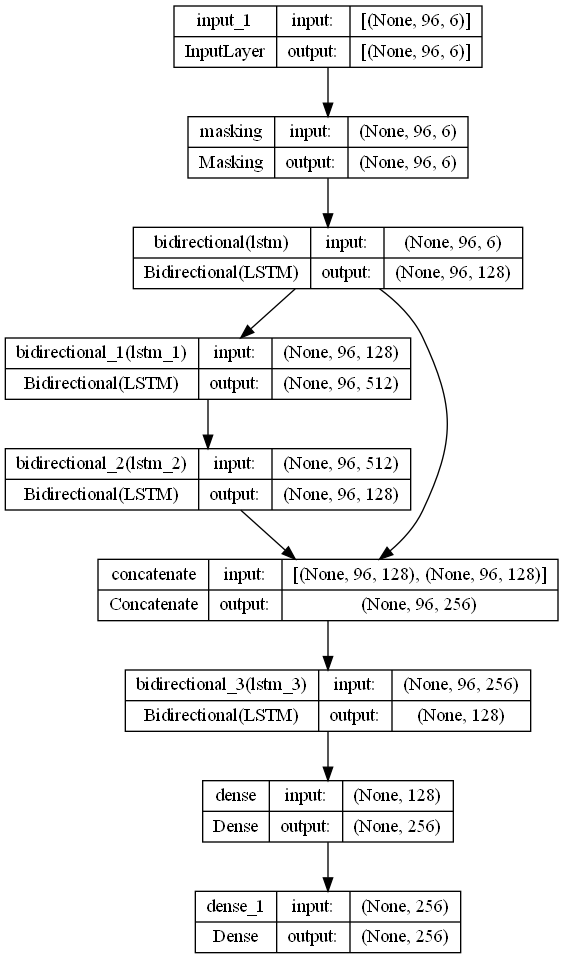 input_1 input: [(None, 96, 6)]
InputLayer output: [(None, 96, 6)]
masking input: (None, 96, 6)
Masking output: (None, 96, 6)
bidirectional(lstm) input: (None, 96, 6)
Bidirectional(LSTM) output: (None, 96, 128)
bidirectional_1(lstm_1) input: (None, 96, 128)
Bidirectional(LSTM) output: (None, 96, 512)
bidirectional_2(lstm_2) input: (None, 96, 512)
Bidirectional(LSTM) output: (None, 96, 128)
concatenate input: [(None, 96, 128), (None, 96, 128)]
Concatenate output: (None, 96, 256)
bidirectional_3(lstm_3) input: (None, 96, 256)
Bidirectional(LSTM) output: (None, 128)
dense input: (None, 128)
Dense output: (None, 256)
dense_1 input: (None, 256)
Dense output: (None, 256)